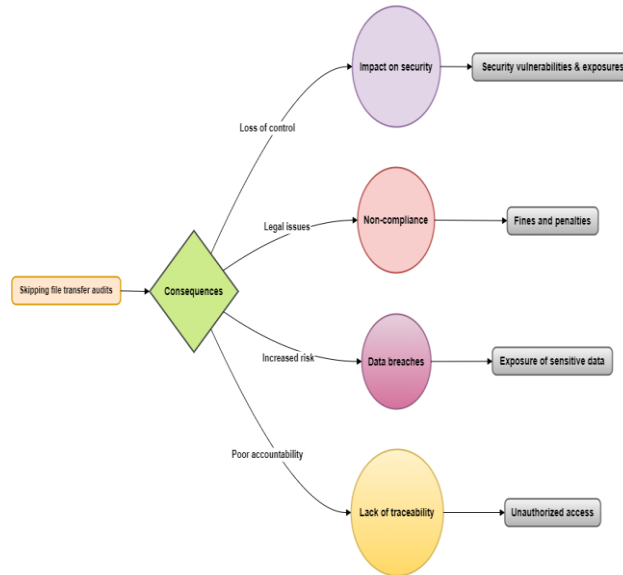 Impact on security
Security vulnerabilities & exposures
Loss of control
Non-compliance
Fines and penalties
Legal issues
Skipping file transfer audits
Consequences
Increased risk
Data breaches
Exposure of sensitive data
Poor accountability
Lack of traceability
Unauthorized access